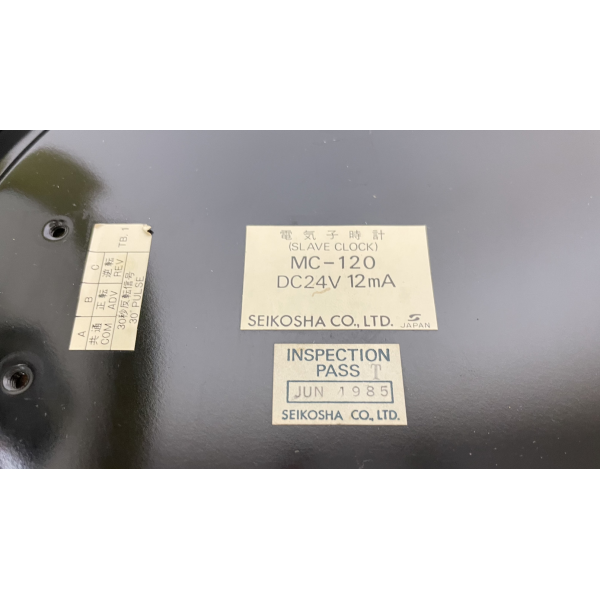 TB. 1
A B C
共通 正転 逆転
COM. ADV REV
30秒反転信号
30" PULSE
電気子時計
(SLAVE CLOCK)
MC-120
DC24V 12mA
SEIKOSHA CO., LTD. S JAPAN
INSPECTION
PASS T
JUN 1985
SEIKOSHA CO., LTD.